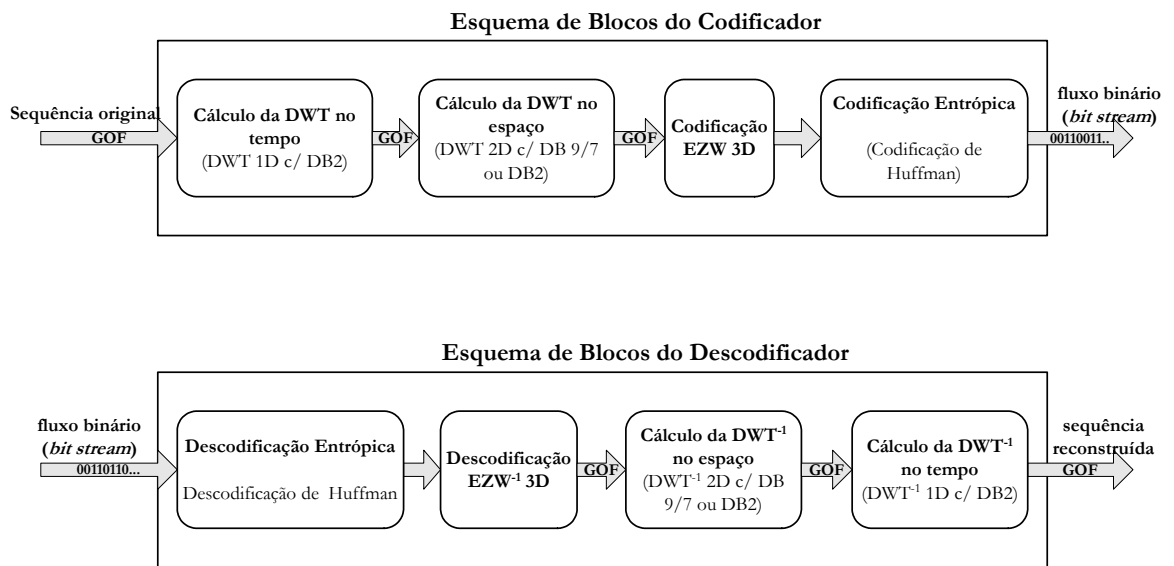 Esquema de Blocos do Codificador
Sequência original
GOF
Cálculo da DWT no
tempo
(DWT 1D c/ DB2)
GOF
Cálculo da DWT no
espaço
(DWT 2D c/ DB 9/7
ou DB2)
GOF
Codificação
EZW 3D
Codificação Entrópica
(Codificação de
Huffman)
fluxo binário
(bit stream)
00110011..
Esquema de Blocos do Descodificador
fluxo binário
(bit stream)
00110110...
Descodificação Entrópica
Descodificação de Huffman
Descodificação
EZW⁻¹ 3D
GOF
Cálculo da DWT⁻¹
no espaço
(DWT⁻¹ 2D c/ DB
9/7 ou DB2)
GOF
Cálculo da DWT⁻¹
no tempo
(DWT⁻¹ 1D c/ DB2)
sequência
reconstruída
GOF